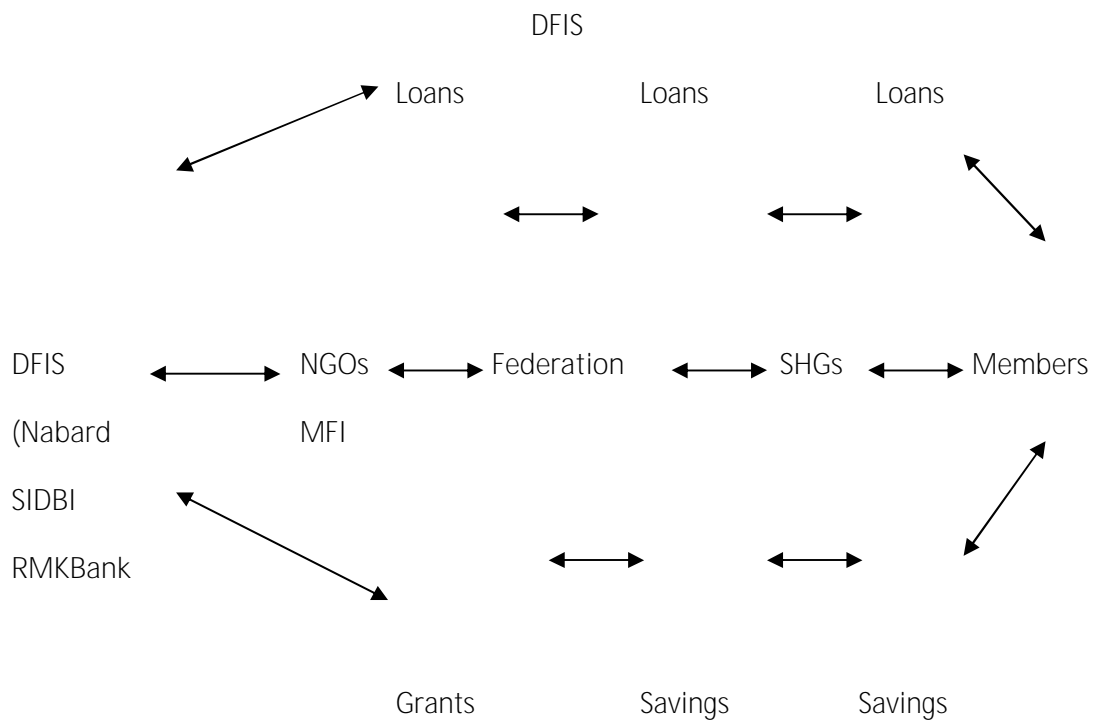 DFIS
Loans Loans Loans
DFIS NGOs Federation SHGs Members
(Nabard MFI
SIDBI
RMKBank
Grants Savings Savings